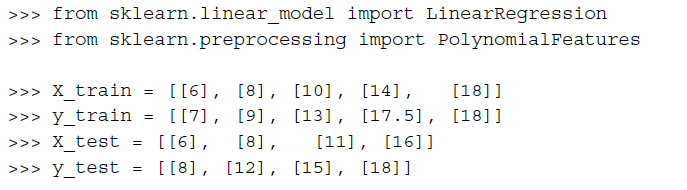 >>> from sklearn.linear_model import LinearRegression
>>> from sklearn.preprocessing import PolynomialFeatures
>>> X_train = [[6], [8], [10], [14],   [18]]
>>> y_train = [[7], [9], [13], [17.5], [18]]
>>> X_test = [[6],  [8],   [11], [16]]
>>> y_test = [[8], [12], [15], [18]]